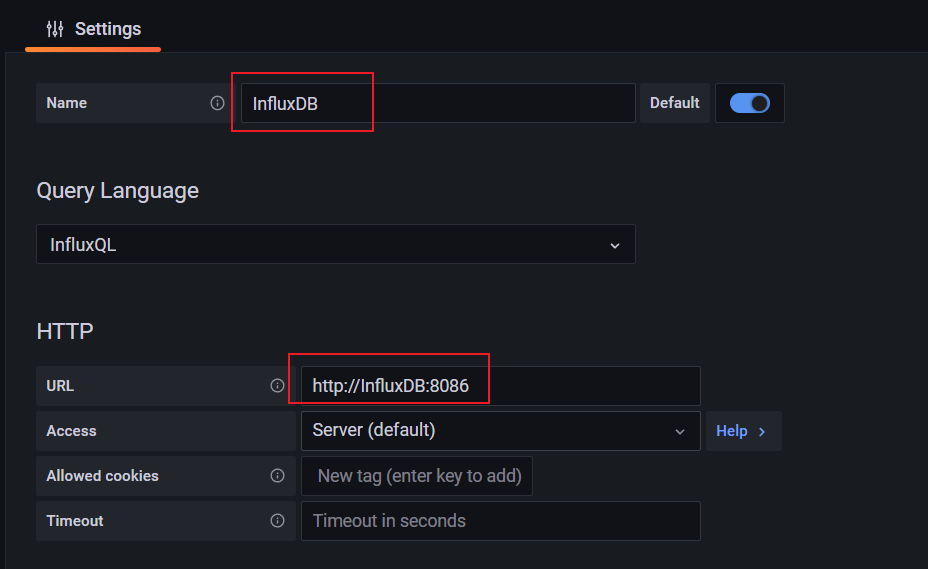 Settings
Name InfluxDB Default
Query Language
InfluxQL
HTTP
URL http://InfluxDB:8086
Access Server (default) Help
Allowed cookies New tag (enter key to add)
Timeout Timeout in seconds